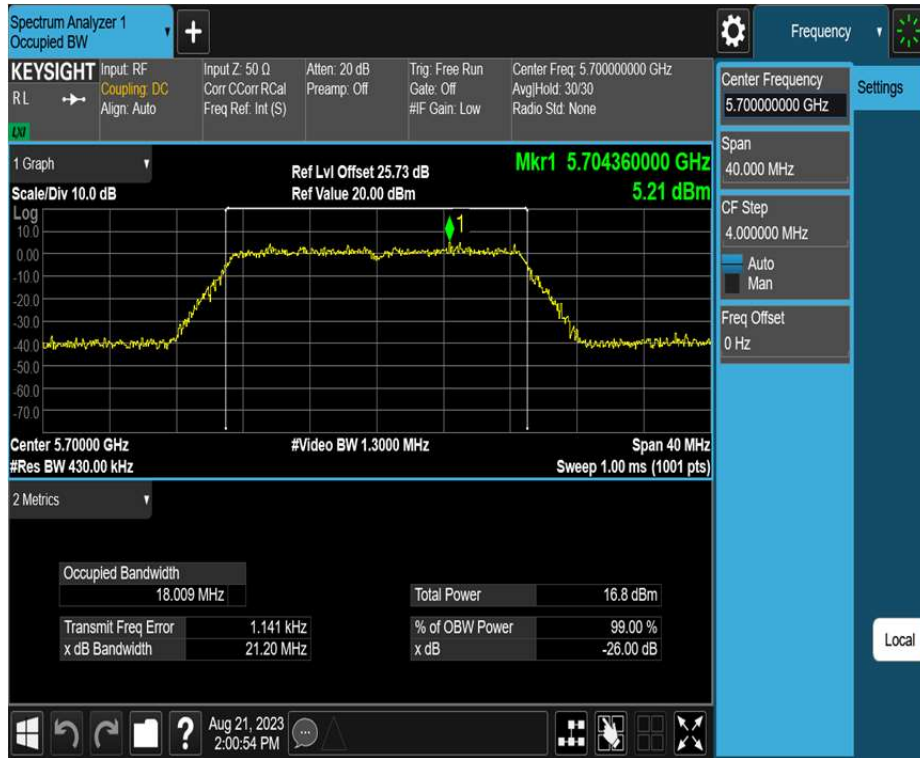 Spectrum Analyzer 1
Occupied BW
+
Frequency
KEYSIGHT
R L
LXI
Input: RF
Coupling: DC
Align: Auto
Input Z: 50 Ω
Corr CCorr RCal
Freq Ref: Int (S)
Atten: 20 dB
Preamp: Off
Trig: Free Run
Gate: Off
#IF Gain: Low
Center Freq: 5.700000000 GHz
Avg|Hold: 30/30
Radio Std: None
Center Frequency
5.700000000 GHz
Settings
Span
40.000 MHz
CF Step
4.000000 MHz
Auto
Man
Freq Offset
0 Hz
Local
1 Graph
Scale/Div 10.0 dB
Ref Lvl Offset 25.73 dB
Ref Value 20.00 dBm
Mkr1 5.704360000 GHz
5.21 dBm
Log
10.0
0.00
-10.0
-20.0
-30.0
-40.0
-50.0
-60.0
-70.0
1
Center 5.70000 GHz
#Video BW 1.3000 MHz
Span 40 MHz
#Res BW 430.00 kHz
Sweep 1.00 ms (1001 pts)
2 Metrics
Occupied Bandwidth
18.009 MHz
Total Power 16.8 dBm
Transmit Freq Error 1.141 kHz
% of OBW Power 99.00 %
x dB Bandwidth 21.20 MHz
x dB -26.00 dB
?
Aug 21, 2023
2:00:54 PM